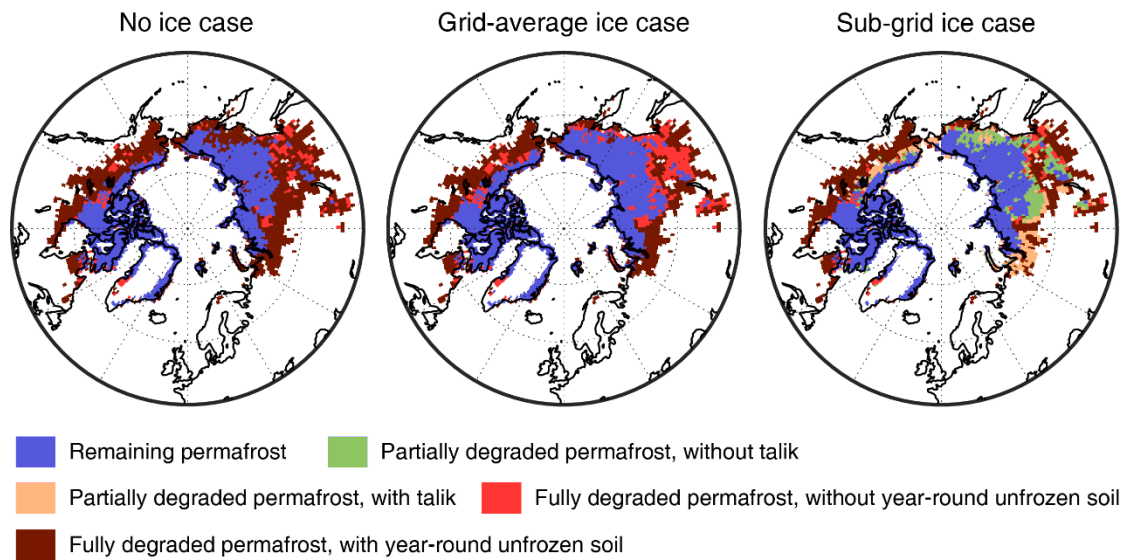 No ice case
Grid-average ice case
Sub-grid ice case
Remaining permafrost
Partially degraded permafrost, without talik
Partially degraded permafrost, with talik
Fully degraded permafrost, without year-round unfrozen soil
Fully degraded permafrost, with year-round unfrozen soil